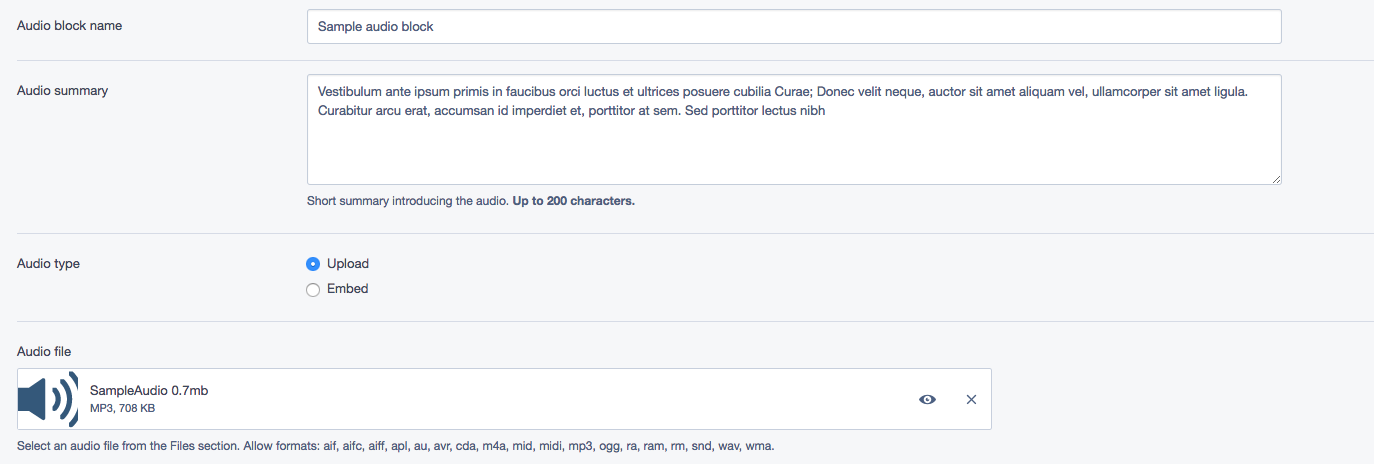 Audio block name
Sample audio block
Audio summary
Vestibulum ante ipsum primis in faucibus orci luctus et ultrices posuere cubilia Curae; Donec velit neque, auctor sit amet aliquam vel, ullamcorper sit amet ligula.
Curabitur arcu erat, accumsan id imperdiet et, porttitor at sem. Sed porttitor lectus nibh
Short summary introducing the audio. Up to 200 characters.
Audio type
Upload
Embed
Audio file
SampleAudio 0.7mb
MP3, 708 KB
Select an audio file from the Files section. Allow formats: aif, aifc, aiff, apl, au, avr, cda, m4a, mid, midi, mp3, ogg, ra, ram, rm, snd, wav, wma.